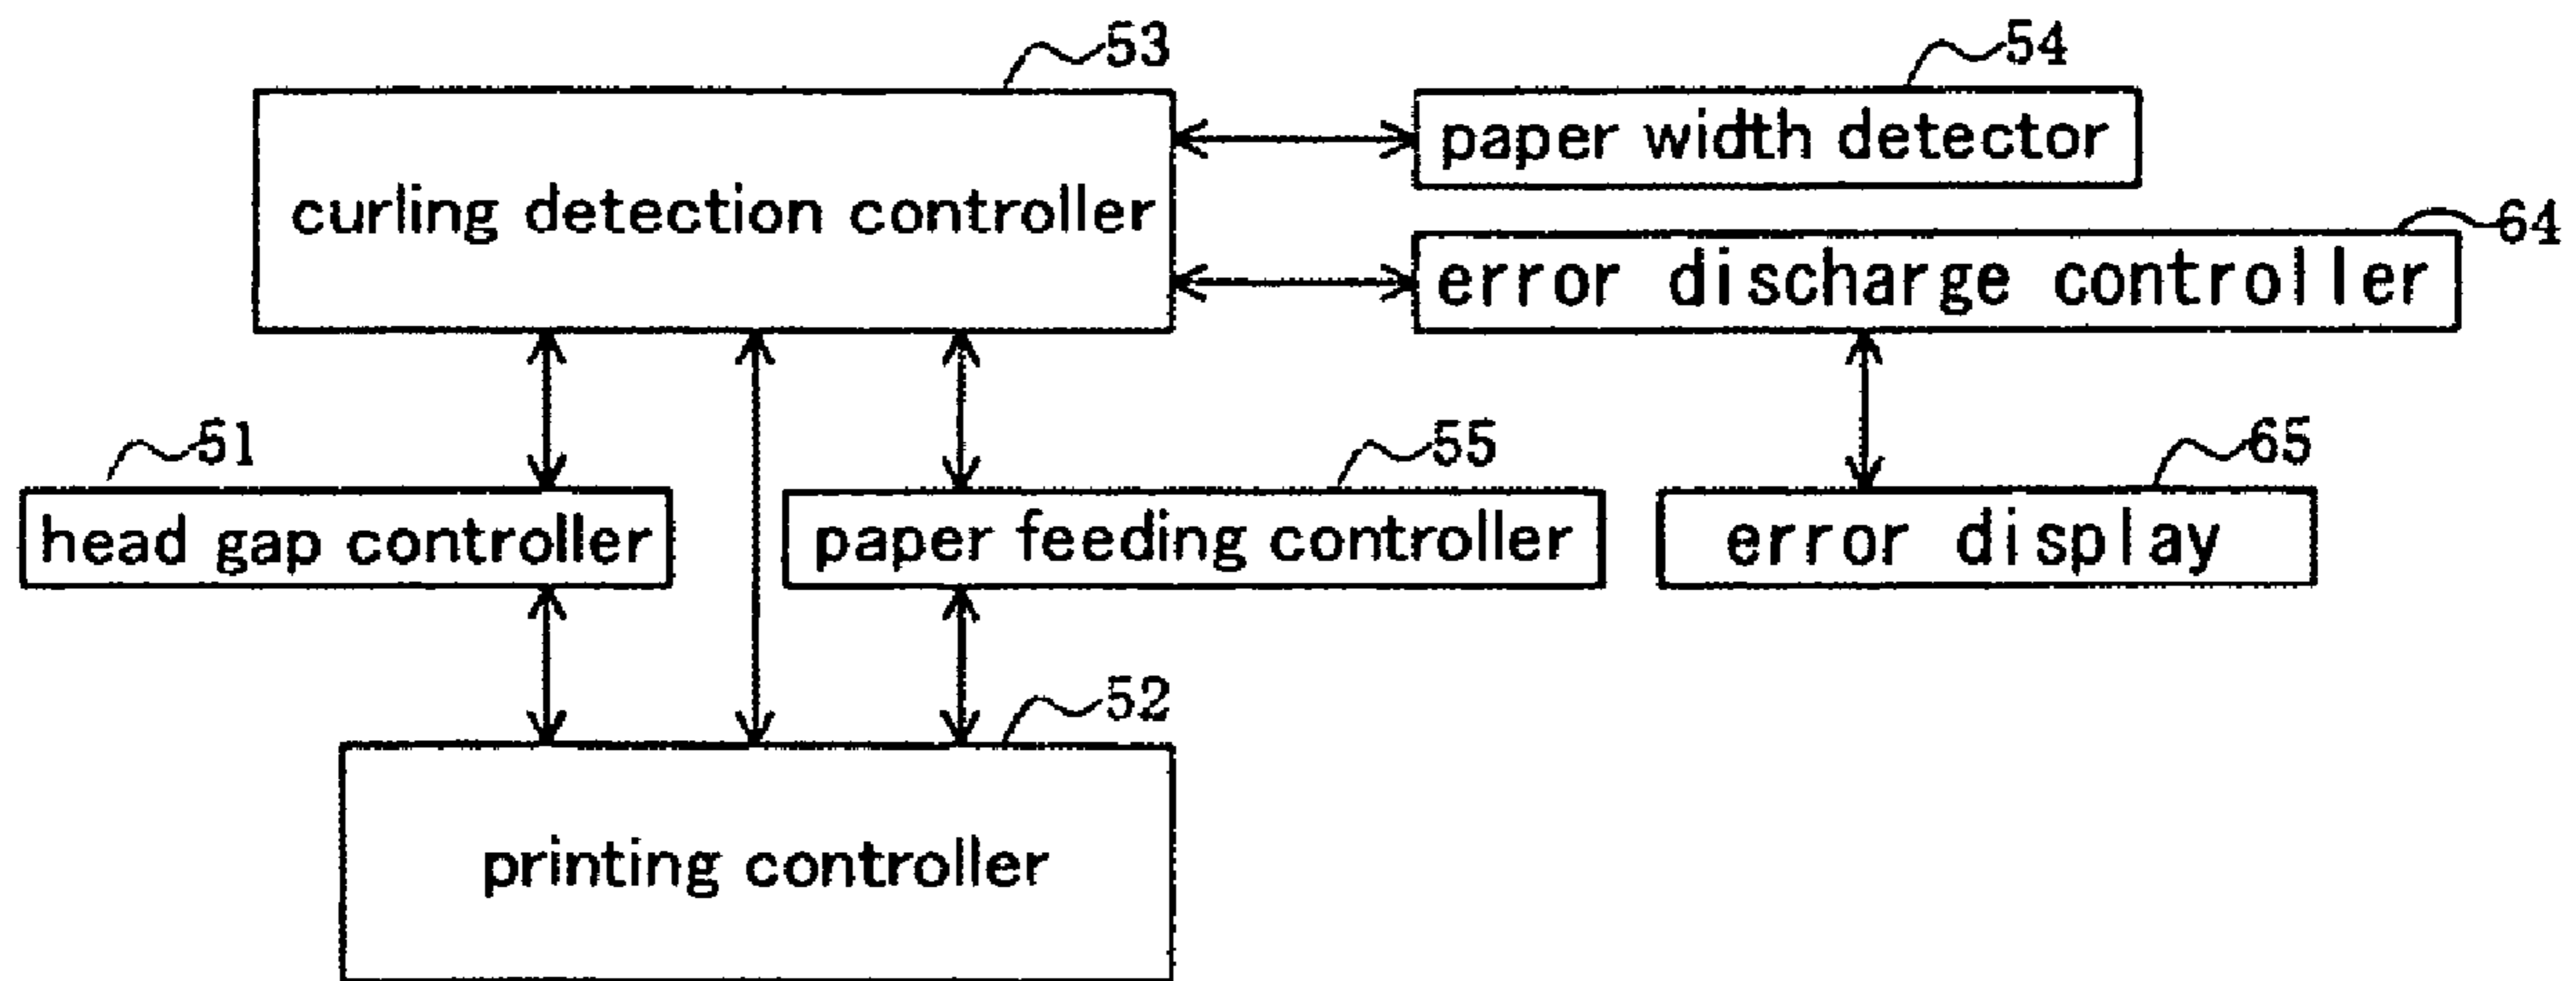 53
54
curling detection controller
paper width detector
64
error discharge controller
51
55
65
head gap controller
paper feeding controller
error display
52
printing controller